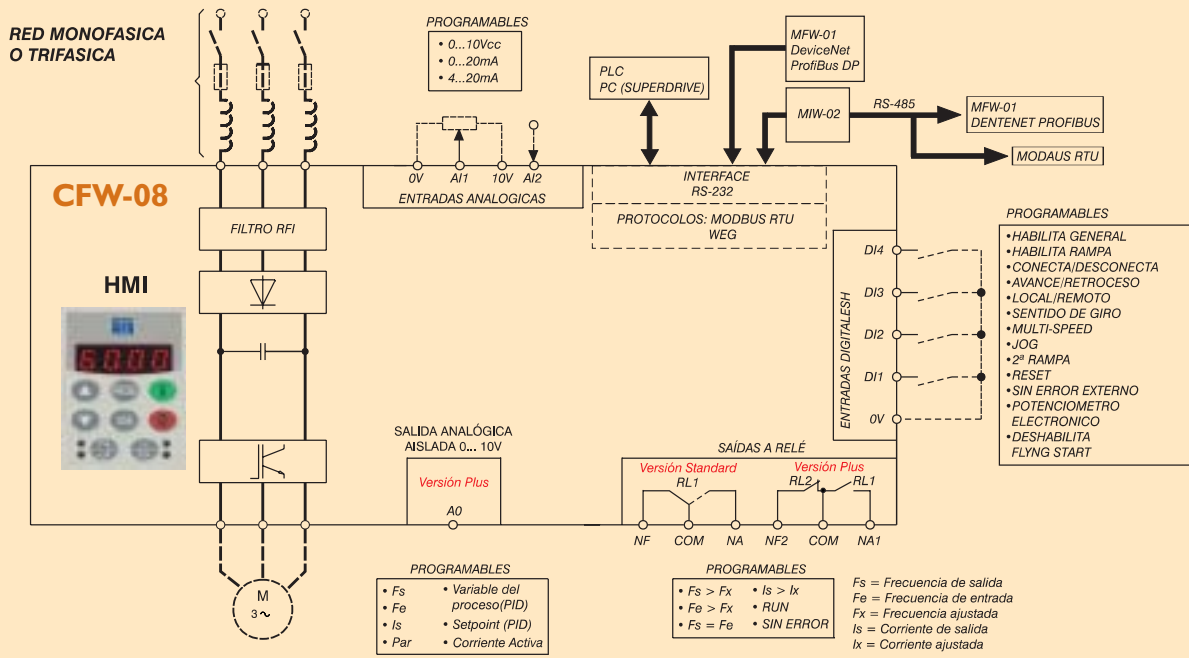 RED MONOFASICA
O TRIFASICA
PROGRAMABLES
• 0...10Vcc
• 0...20mA
• 4...20mA
PLC
PC (SUPERDRIVE)
MFW-01
DeviceNet
ProfiBus DP
MIW-02
RS-485
MFW-01
DENTENET PROFIBUS
MODAUS RTU
0V
AI1
10V
AI2
ENTRADAS ANALOGICAS
INTERFACE
RS-232
PROTOCOLOS: MODBUS RTU
WEG
CFW-08
FILTRO RFI
HMI
60.00
ENTRADAS DIGITALESH
DI4
DI3
DI2
DI1
0V
PROGRAMABLES
•HABILITA GENERAL
•HABILITA RAMPA
•CONECTA/DESCONECTA
•AVANCE/RETROCESO
•LOCAL/REMOTO
•SENTIDO DE GIRO
•MULTI-SPEED
•JOG
•2ª RAMPA
•RESET
•SIN ERROR EXTERNO
•POTENCIOMETRO
ELECTRONICO
•DESHABILITA
FLYNG START
SALIDA ANALÓGICA
AISLADA 0... 10V
Versión Plus
A0
SAÍDAS A RELÉ
Versión Standard
RL1
Versión Plus
RL2
RL1
NF
COM
NA
NF2
COM
NA1
M
3~
PROGRAMABLES
• Fs
• Fe
• Is
• Par
• Variable del
proceso(PID)
• Setpoint (PID)
• Corriente Activa
PROGRAMABLES
• Fs > Fx
• Fe > Fx
• Fs = Fe
• Is > Ix
• RUN
• SIN ERROR
Fs = Frecuencia de salida
Fe = Frecuencia de entrada
Fx = Frecuencia ajustada
Is = Corriente de salida
Ix = Corriente ajustada